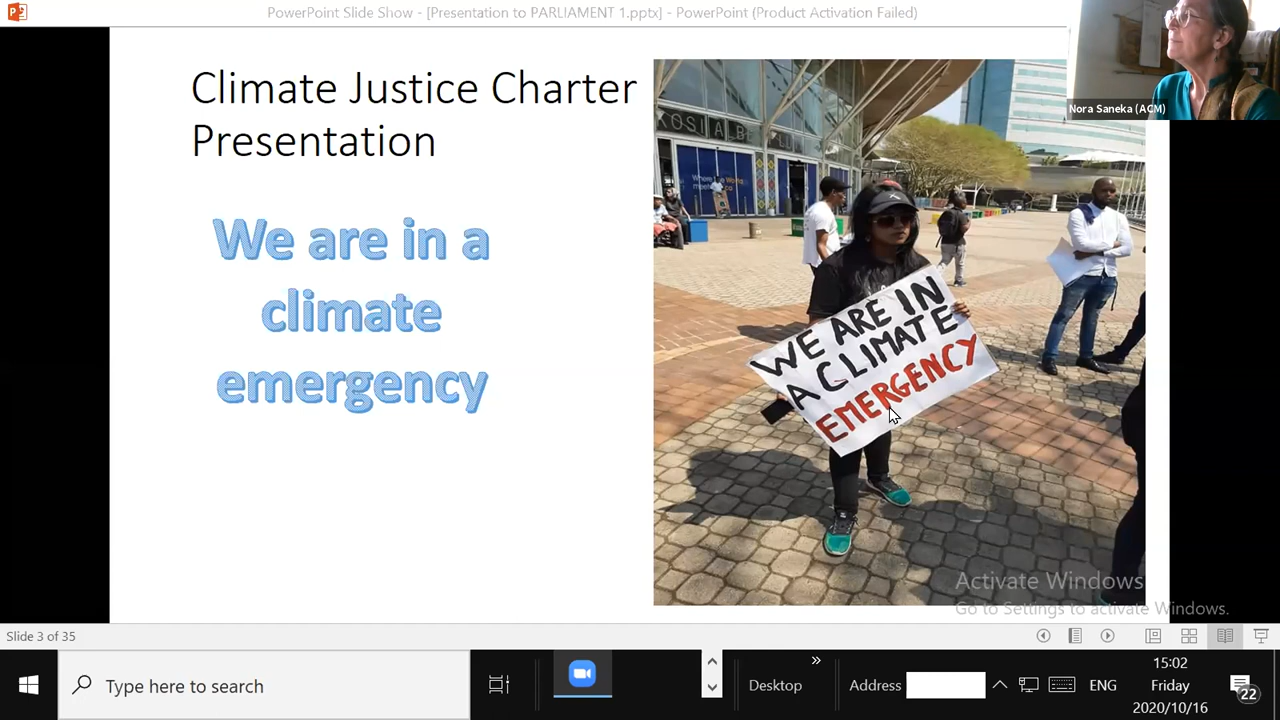 PowerPoint Slide Show - [Presentation to PARLIAMENT 1.pptx] - PowerPoint (Product Activation Failed)
Nora Saneka (ACM)
Climate Justice Charter
Presentation
We are in a
climate
emergency
KOSI ALB
WE ARE IN
A CLIMATE
EMERGENCY
Activate Windows
Go to Settings to activate Windows.
Slide 3 of 35
Type here to search
Desktop
»
Address
ENG
15:02
Friday
2020/10/16
22